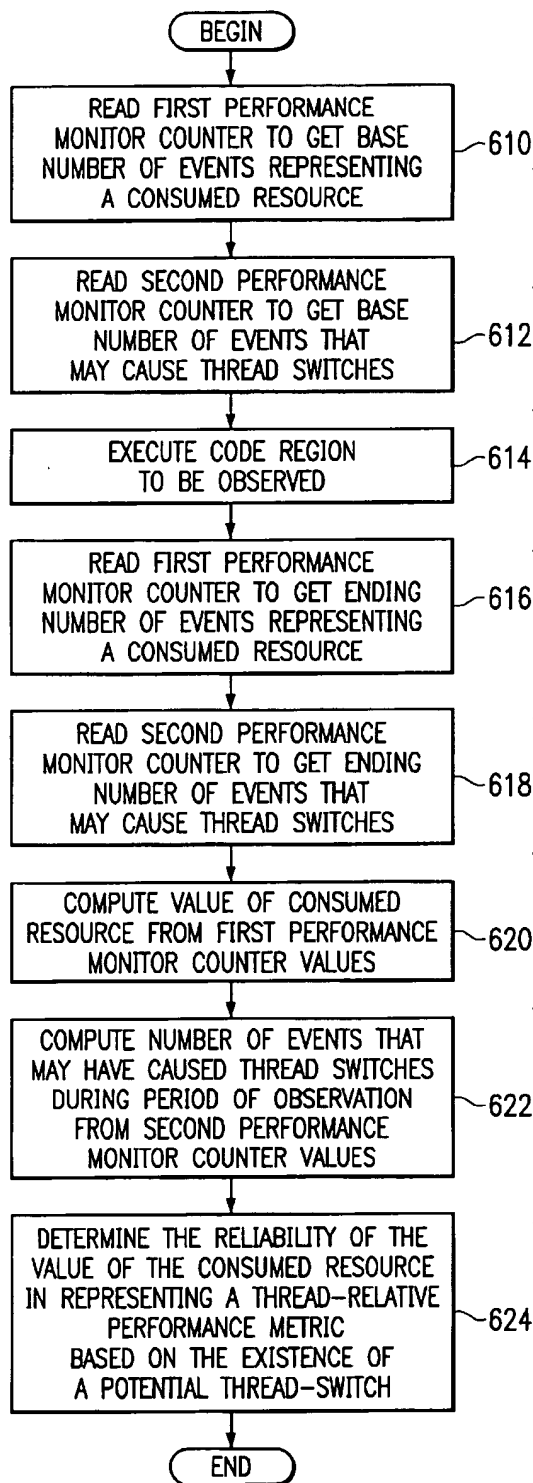 BEGIN
READ FIRST PERFORMANCE
MONITOR COUNTER TO GET BASE
NUMBER OF EVENTS REPRESENTING
A CONSUMED RESOURCE
610
READ SECOND PERFORMANCE
MONITOR COUNTER TO GET BASE
NUMBER OF EVENTS THAT
MAY CAUSE THREAD SWITCHES
612
EXECUTE CODE REGION
TO BE OBSERVED
614
READ FIRST PERFORMANCE
MONITOR COUNTER TO GET ENDING
NUMBER OF EVENTS REPRESENTING
A CONSUMED RESOURCE
616
READ SECOND PERFORMANCE
MONITOR COUNTER TO GET ENDING
NUMBER OF EVENTS THAT
MAY CAUSE THREAD SWITCHES
618
COMPUTE VALUE OF CONSUMED
RESOURCE FROM FIRST PERFORMANCE
MONITOR COUNTER VALUES
620
COMPUTE NUMBER OF EVENTS THAT
MAY HAVE CAUSED THREAD SWITCHES
DURING PERIOD OF OBSERVATION
FROM SECOND PERFORMANCE
MONITOR COUNTER VALUES
622
DETERMINE THE RELIABILITY OF THE
VALUE OF THE CONSUMED RESOURCE
IN REPRESENTING A THREAD-RELATIVE
PERFORMANCE METRIC
BASED ON THE EXISTENCE OF
A POTENTIAL THREAD-SWITCH
624
END